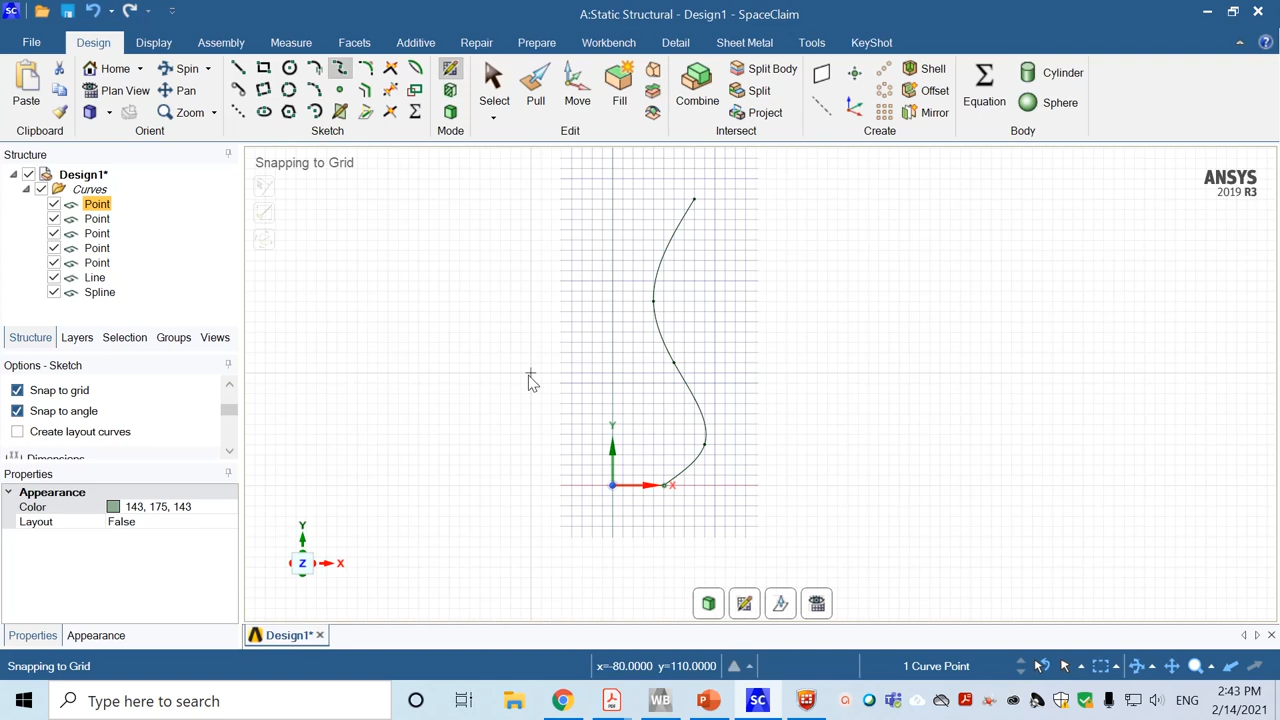 SC
A:Static Structural - Design1 - SpaceClaim
File
Design
Display
Assembly
Measure
Facets
Additive
Repair
Prepare
Workbench
Detail
Sheet Metal
Tools
KeyShot
Paste
Clipboard
Home
Plan View
Spin
Pan
Zoom
Orient
Sketch
Mode
Select
Pull
Move
Fill
Edit
Combine
Split Body
Split
Project
Intersect
Shell
Offset
Mirror
Create
Equation
Cylinder
Sphere
Body
Structure
Design1*
Curves
Point
Point
Point
Point
Point
Line
Spline
Structure Layers Selection Groups Views
Options - Sketch
Snap to grid
Snap to angle
Create layout curves
Dimensions
Properties
Appearance
Color 143, 175, 143
Layout False
Properties Appearance
Snapping to Grid
ANSYS
2019 R3
Y
X
Y
Z
X
Design1*
Snapping to Grid
x=-80.0000 y=110.0000
1 Curve Point
Type here to search
WB
SC
ENG
2:43 PM
2/14/2021